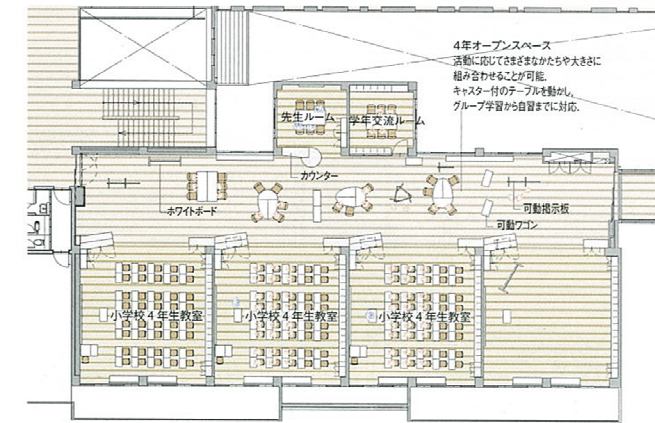 4年オープンスペース
活動に応じてさまざまなかたちや大きさに
組み合わせることが可能.
キャスター付のテーブルを動かし,
グループ学習から自習までに対応.
先生ルーム
学年交流ルーム
カウンター
ホワイトボード
可動掲示板
可動ワゴン
小学校4年生教室
小学校4年生教室
小学校4年生教室